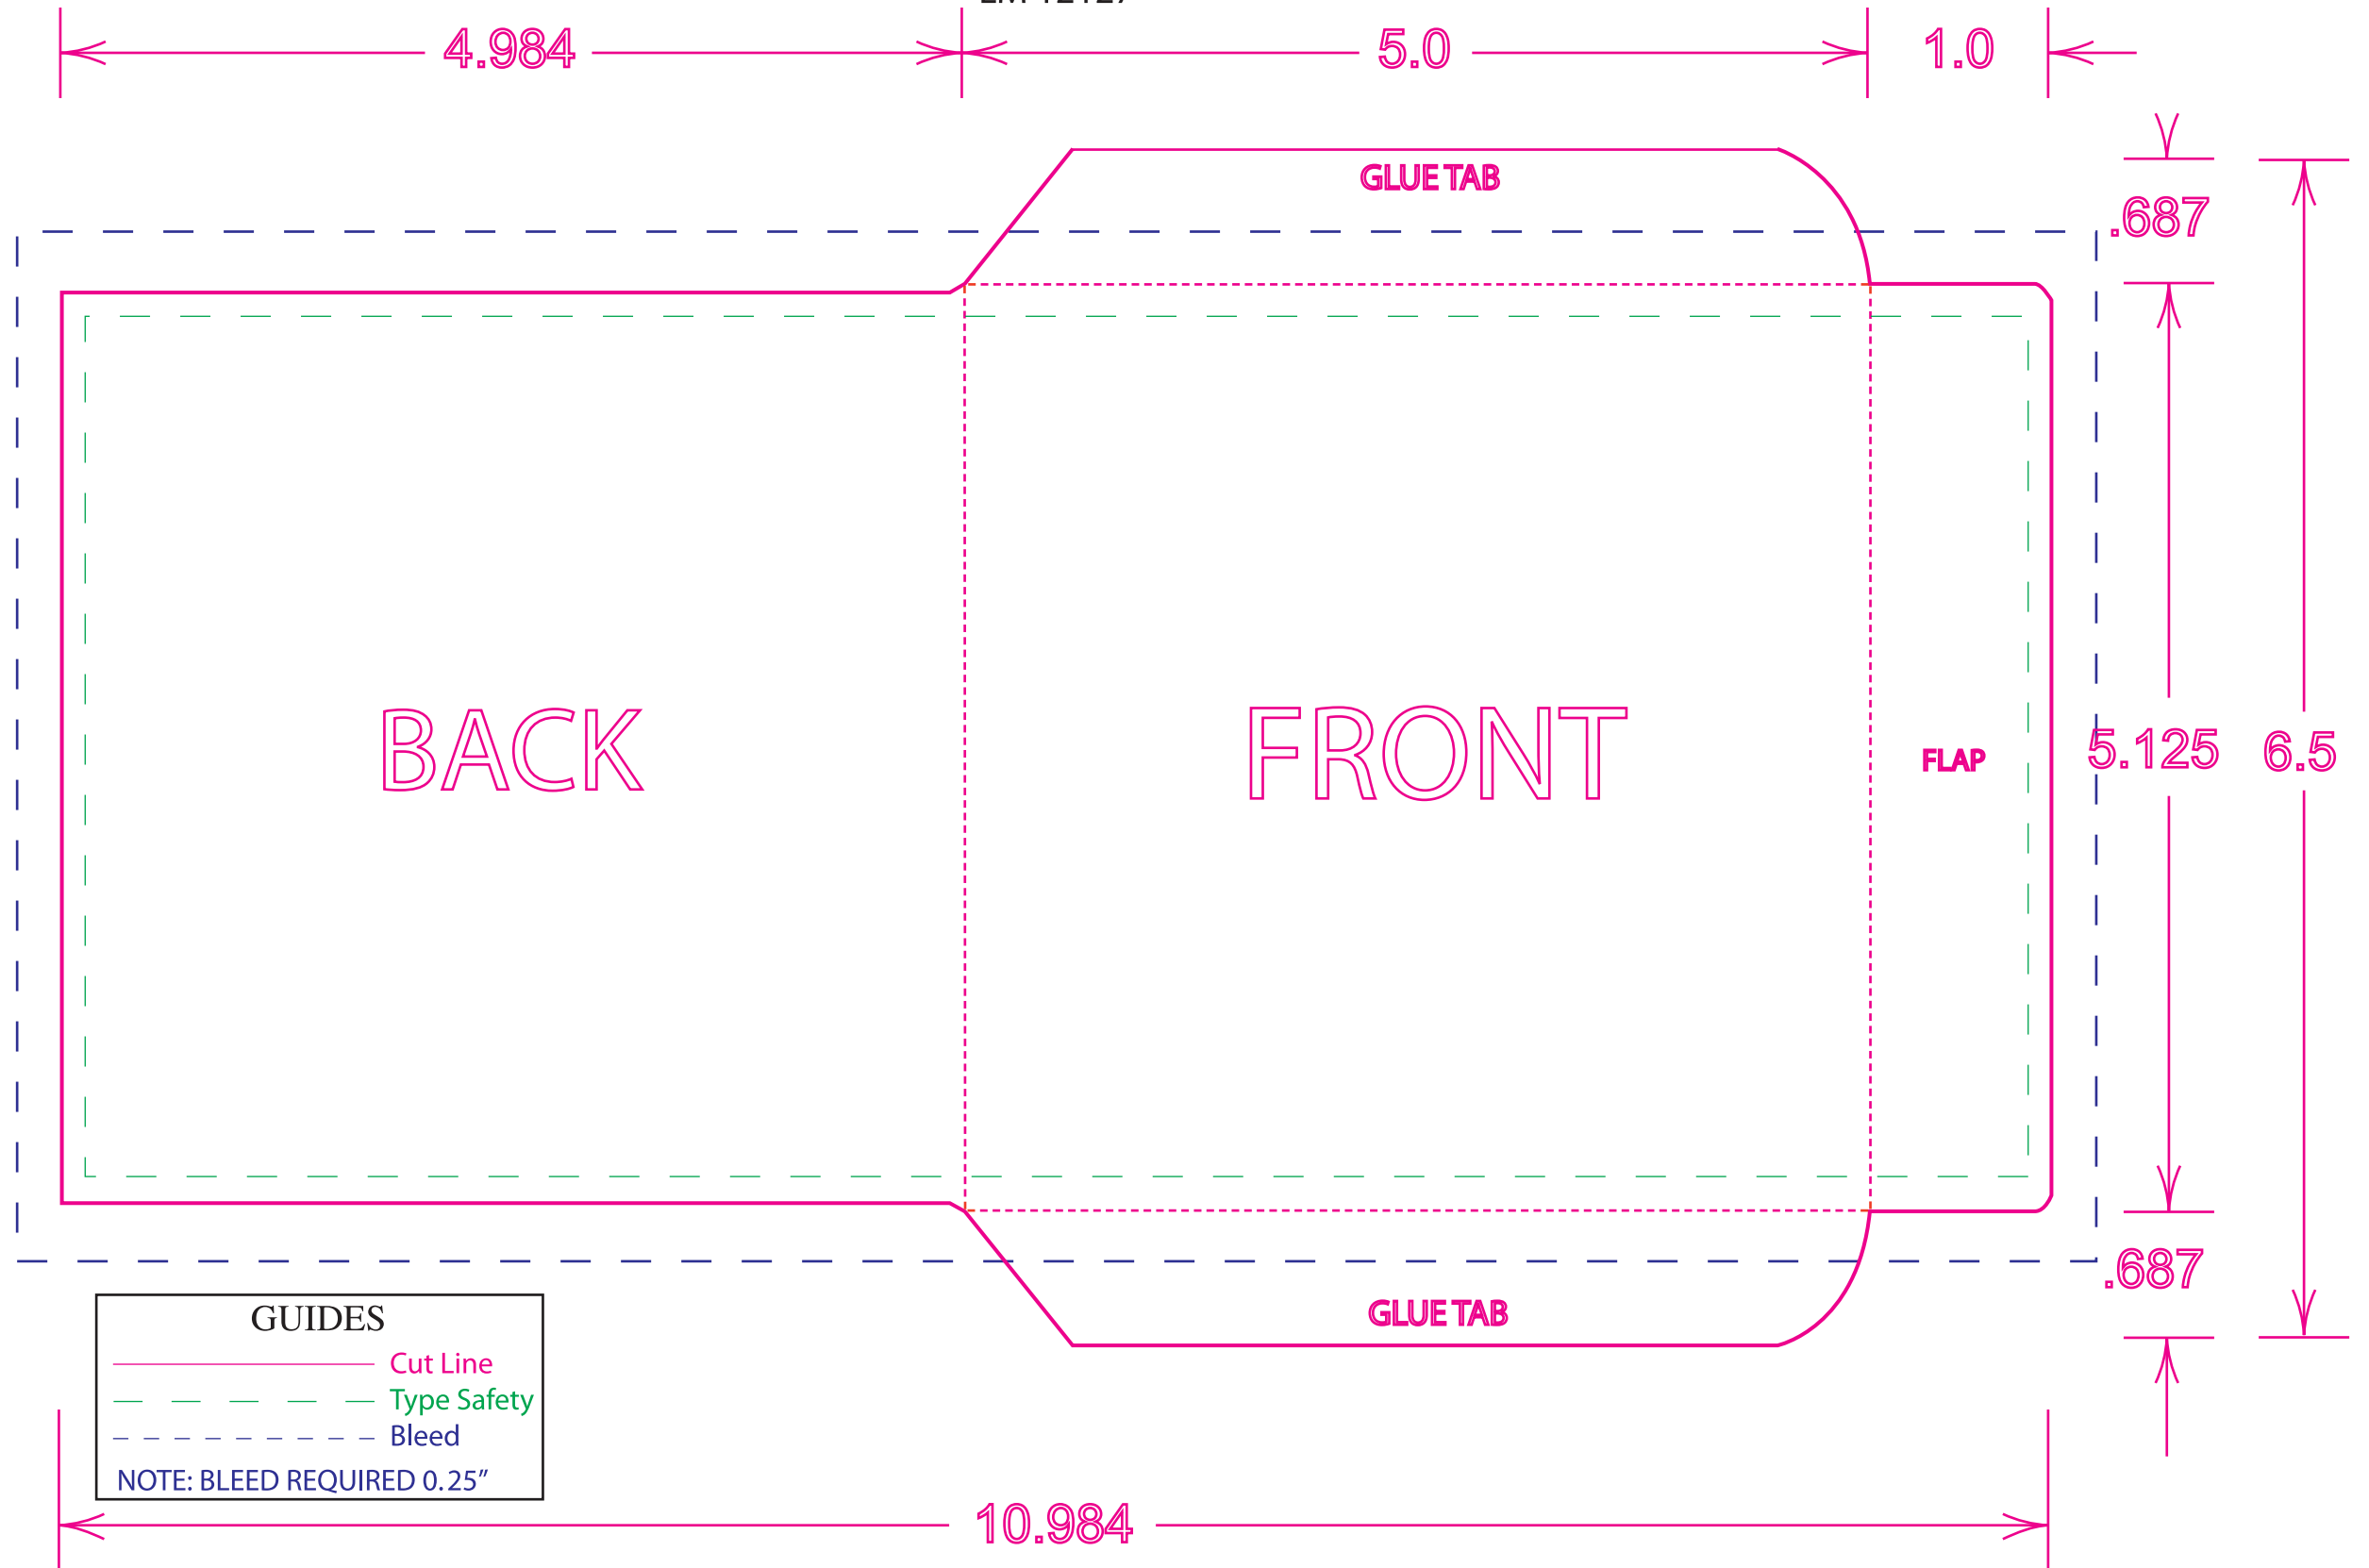 4.984 5.0 1.0
GLUE TAB
.687
BACK FRONT FLAP 5.125 6.5
.687
GLUE TAB
GUIDES
Cut Line
Type Safety
Bleed
NOTE: BLEED REQUIRED 0.25”
10.984